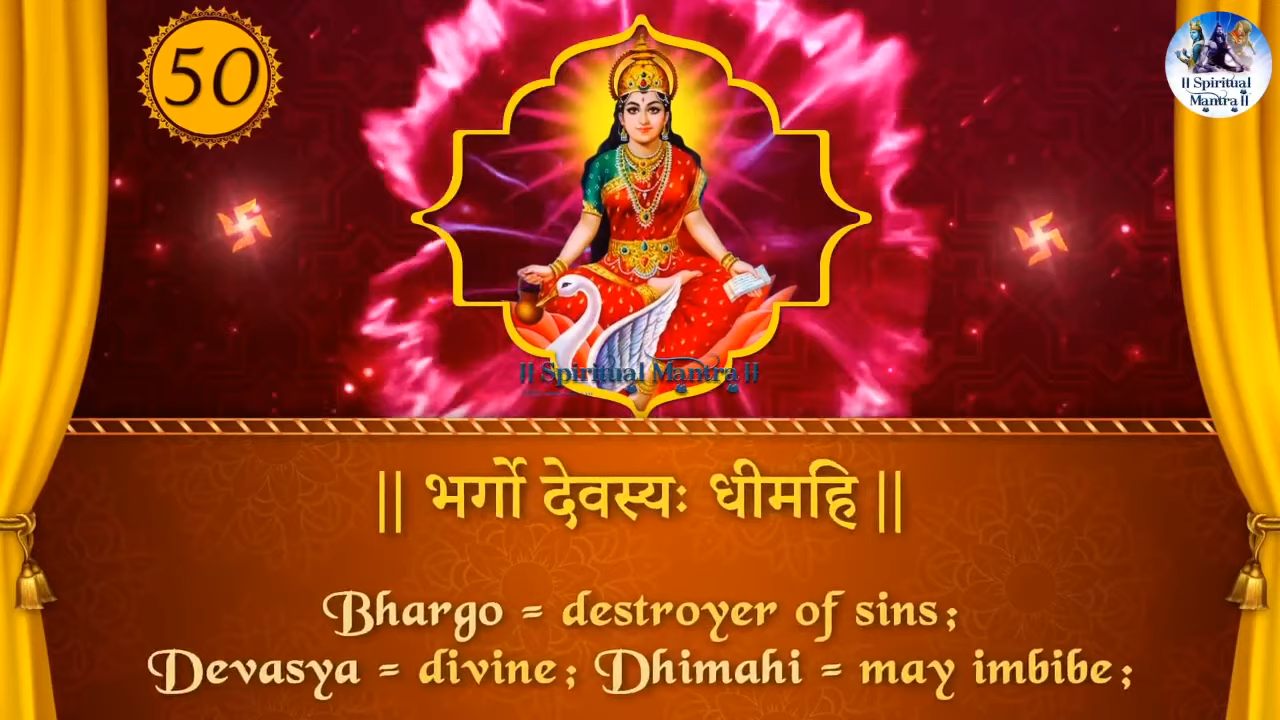 50
|| Spiritual
Mantra ||
|| Spiritual Mantra ||
|| भर्गो देवस्यः धीमहि ||
Bhargo = destroyer of sins;
Devasya = divine; Dhimahi = may imbibe;